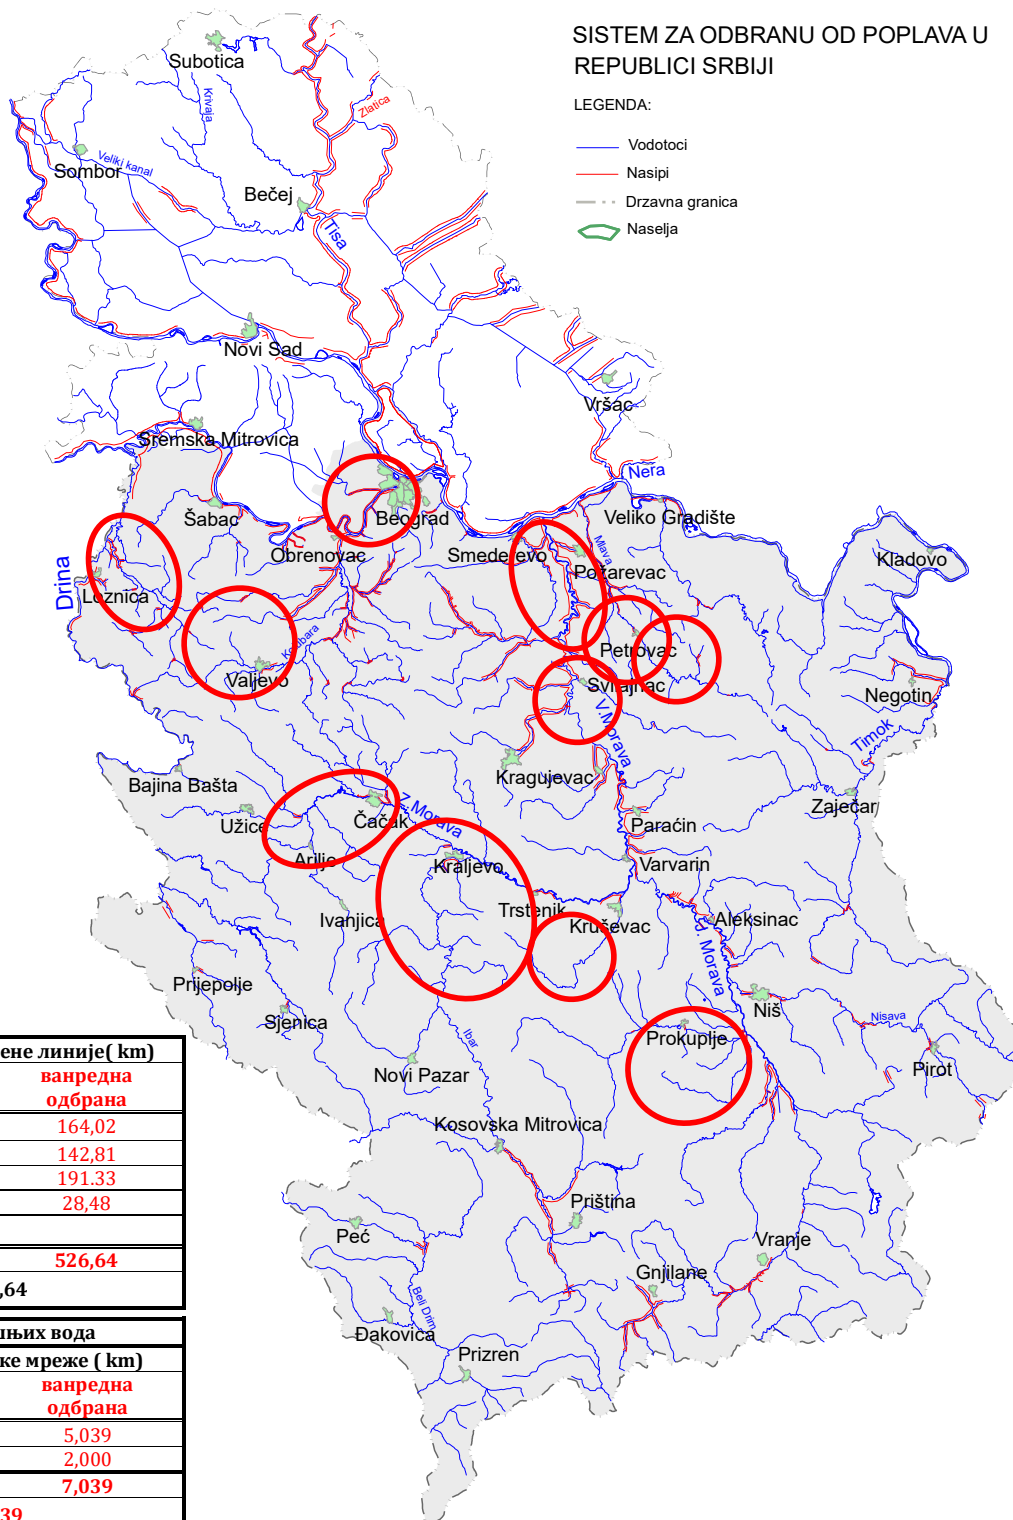 SISTEM ZA ODBRANU OD POPLAVA U
REPUBLICI SRBIJI
LEGENDA:
Vodotoci
Nasipi
Drzavna granica
Naselja
Subotica
Krivaja
Zlatica
Sombor
Veliki kanal
Bečej
Tisa
Novi Sad
Vršac
Sremska Mitrovica
Nera
Šabac
Beograd
Veliko Gradište
Obrenovac
Smederevo
Mlava
Požarevac
Kladovo
Drina
Loznica
Kolubara
Petrovac
Valjevo
Svilajnac
Negotin
V.Morava
Timok
Kragujevac
Bajina Bašta
Zaječar
Užice
Čačak
Z.Morava
Paraćin
Arilje
Kraljevo
Varvarin
Ivanjica
Trstenik
Kruševac
Aleksinac
J. Morava
Prijepolje
Niš
Sjenica
Ibar
Prokuplje
Nisava
Novi Pazar
Pirot
Kosovska Mitrovica
Priština
Peć
Vranje
Gnjilane
Beli Drim
Đakovica
Prizren
ене линије( km)
ванредна
одбрана
164,02
142,81
191.33
28,48
526,64
,64
шњих вода
ке мреже ( km)
ванредна
одбрана
5,039
2,000
7,039
39